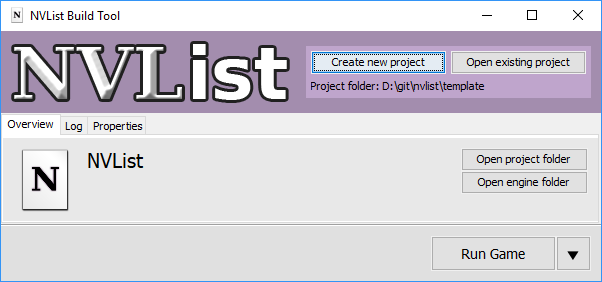 N NVList Build Tool
NVList
Create new project
Open existing project
Project folder: D:\git\nvlist\template
Overview
Log
Properties
N
NVList
Open project folder
Open engine folder
Run Game